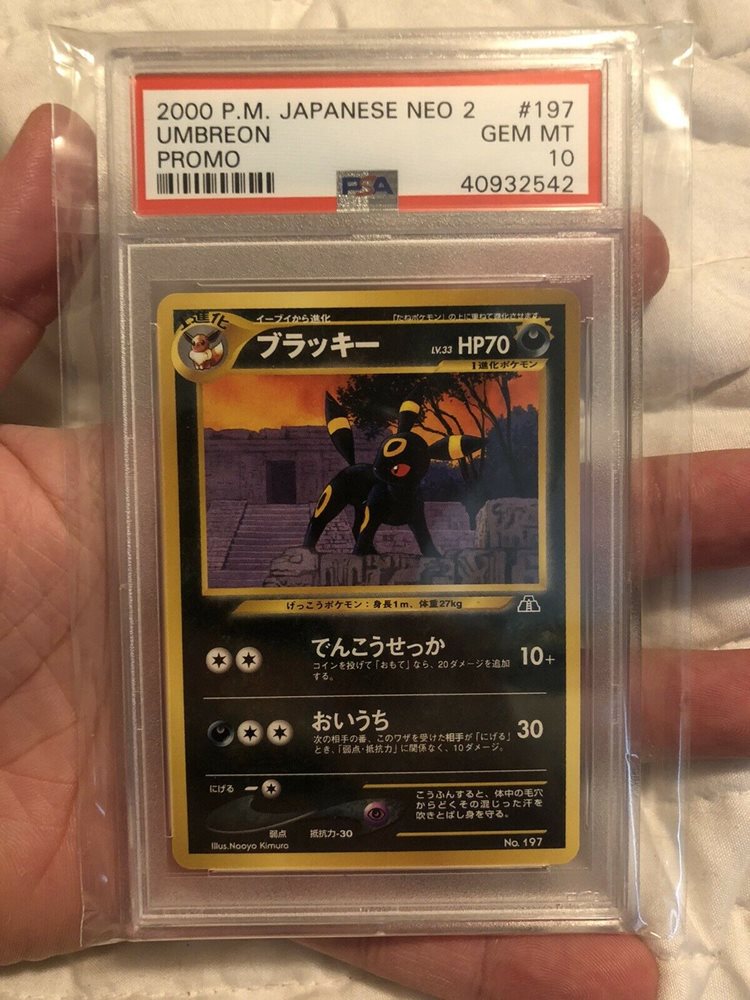 2000 P.M. JAPANESE NEO 2 #197
UMBREON GEM MT
PROMO 10
PSA 40932542
1進化
イーブイから進化 「たねポケモン」の上に重ねて進化させます
ブラッキー LV.33 HP70
1進化ポケモン
げっこうポケモン：身長1m、体重27kg
でんこうせっか 10+
コインを投げて「おもて」なら、20ダメージを追加
する。
おいうち 30
次の相手の番、このワザを受けた相手が「にげる」
とき、「弱点・抵抗力」に関係なく、10ダメージ。
にげる
こうふんすると、体中の毛穴
からどくその混じった汗を
吹きとばし身を守る。
弱点 抵抗力-30
Illus.Naoyo Kimura No. 197